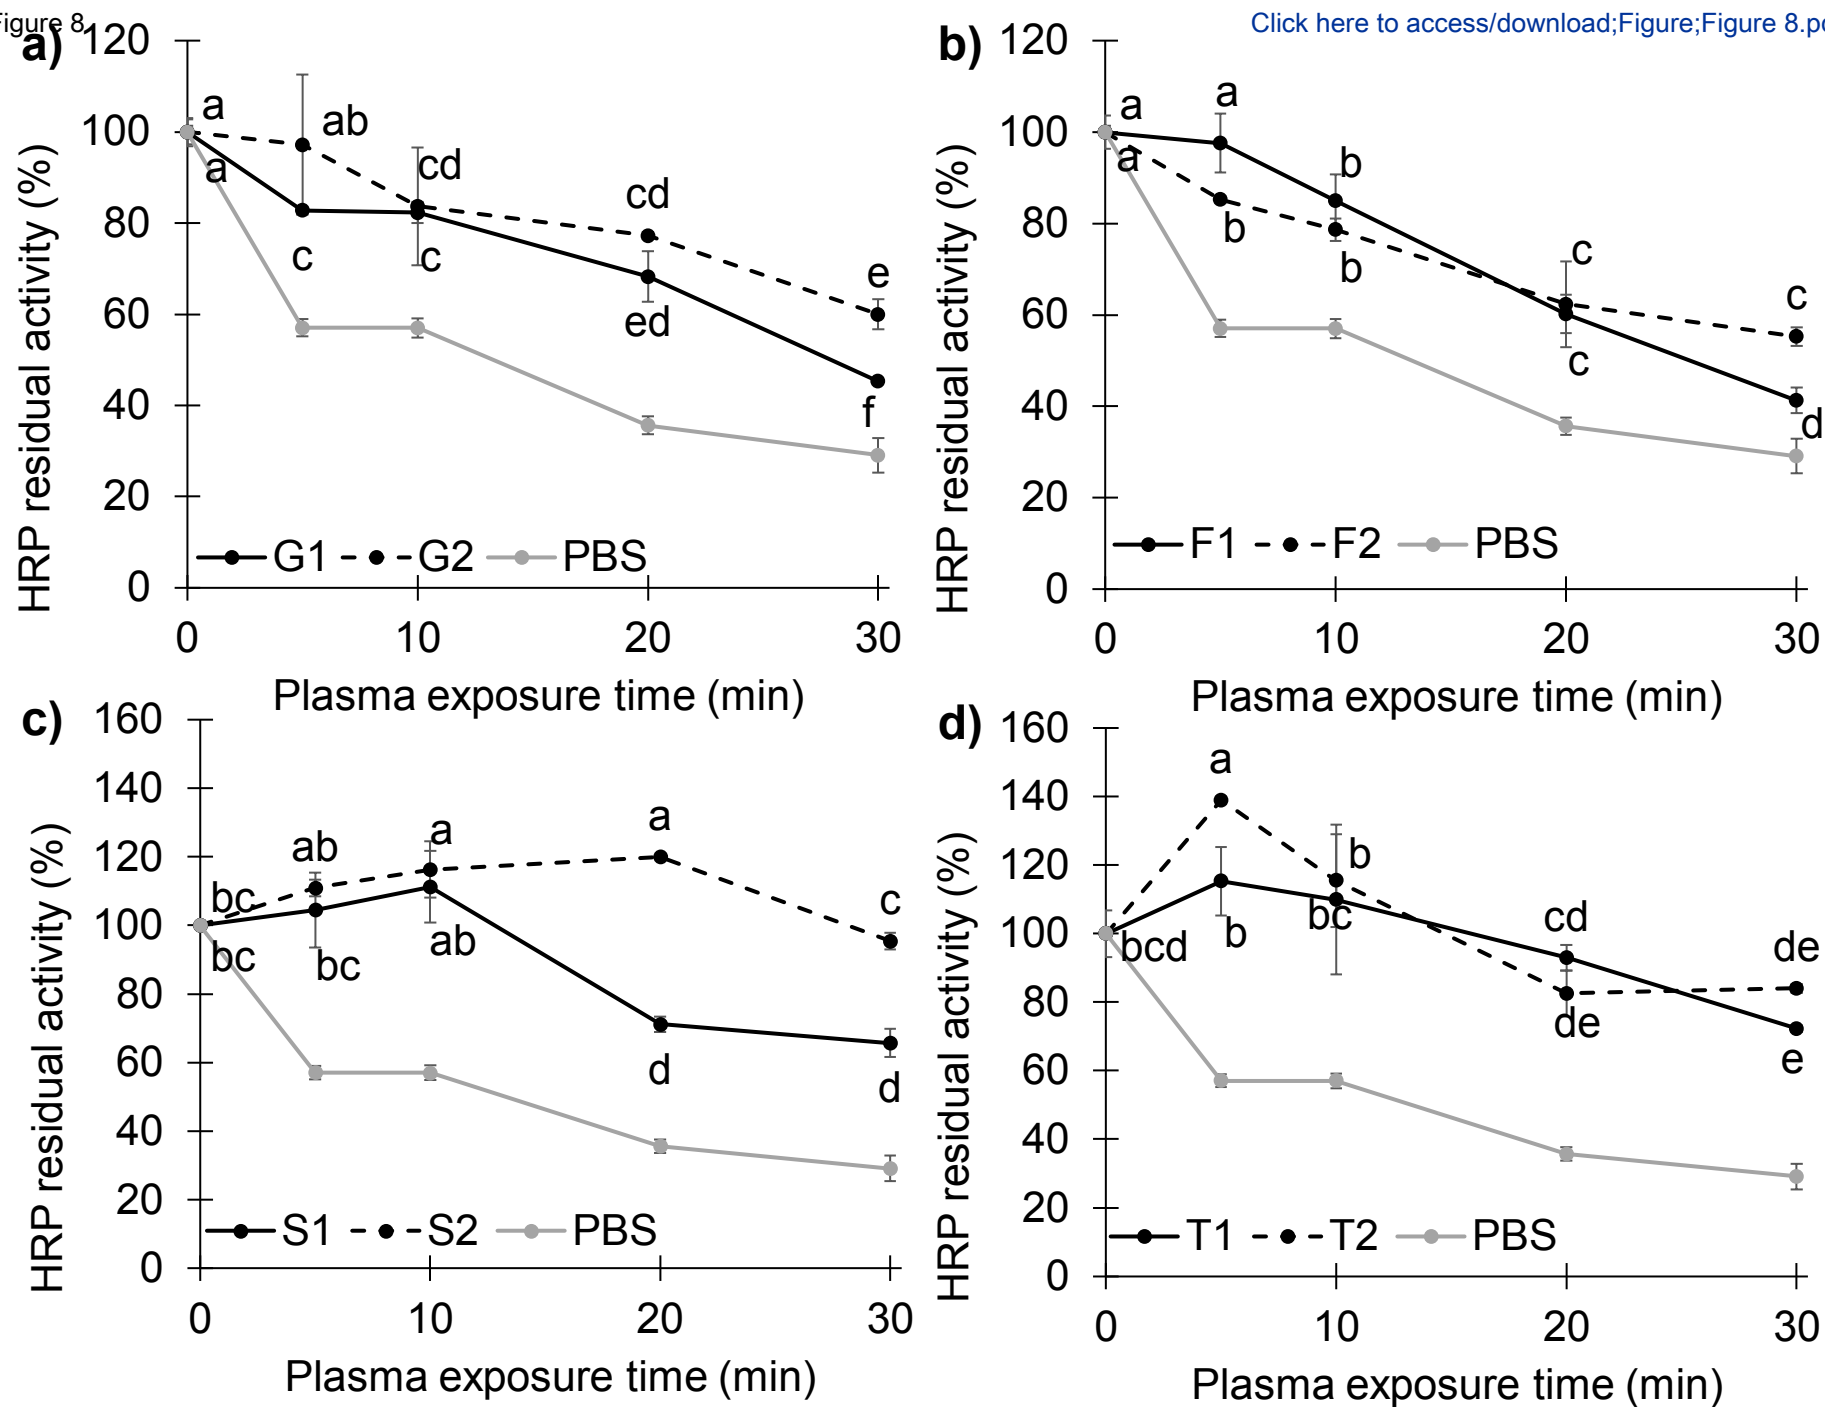 Figure 8
Click here to access/download;Figure;Figure 8.pd
a)
120
100
80
60
40
20
0
HRP residual activity (%)
a
a
ab
c
cd
c
cd
ed
e
f
G1 G2 PBS
0 10 20 30
Plasma exposure time (min)
b)
120
100
80
60
40
20
0
HRP residual activity (%)
a
a
a
b
b
b
c
c
c
d
F1 F2 PBS
0 10 20 30
Plasma exposure time (min)
c)
160
140
120
100
80
60
40
20
0
HRP residual activity (%)
bc
bc
ab
bc
a
ab
a
d
c
d
S1 S2 PBS
0 10 20 30
Plasma exposure time (min)
d)
160
140
120
100
80
60
40
20
0
HRP residual activity (%)
bcd
a
b
b
bc
cd
de
de
e
T1 T2 PBS
0 10 20 30
Plasma exposure time (min)